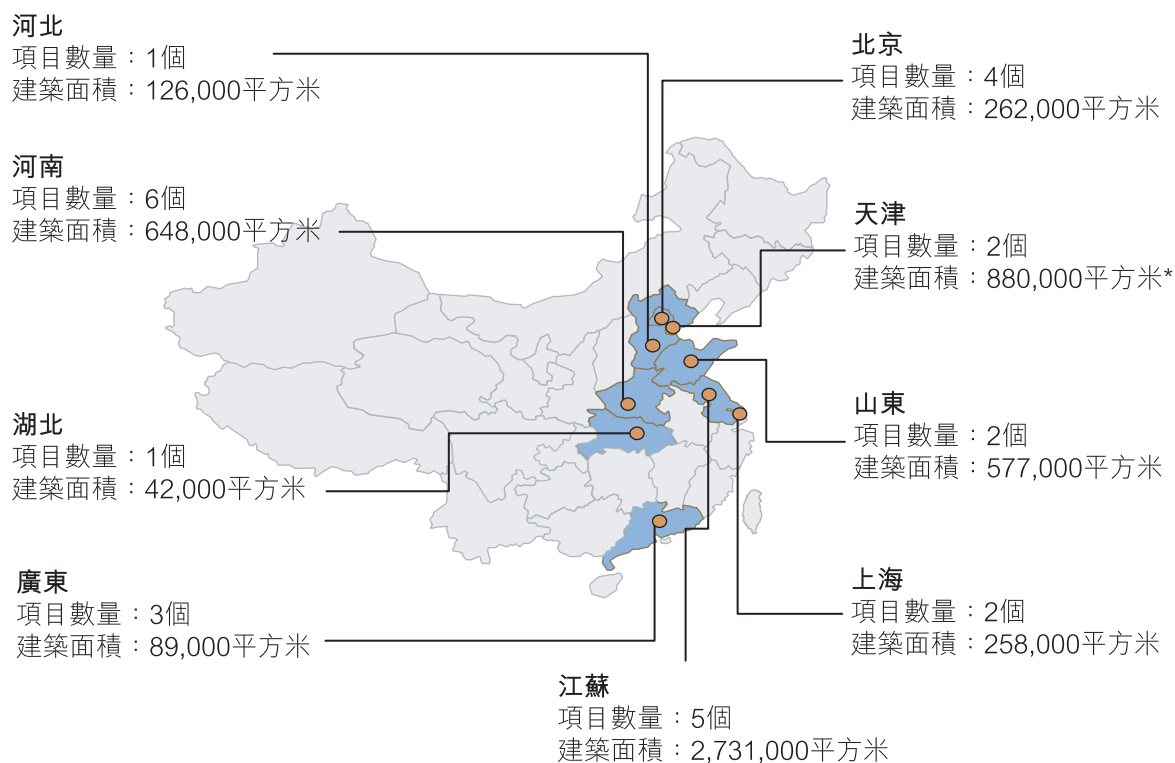 河北
項目數量：1個
建築面積：126,000平方米
河南
項目數量：6個
建築面積：648,000平方米
湖北
項目數量：1個
建築面積：42,000平方米
廣東
項目數量：3個
建築面積：89,000平方米
江蘇
項目數量：5個
建築面積：2,731,000平方米
北京
項目數量：4個
建築面積：262,000平方米
天津
項目數量：2個
建築面積：880,000平方米*
山東
項目數量：2個
建築面積：577,000平方米
上海
項目數量：2個
建築面積：258,000平方米